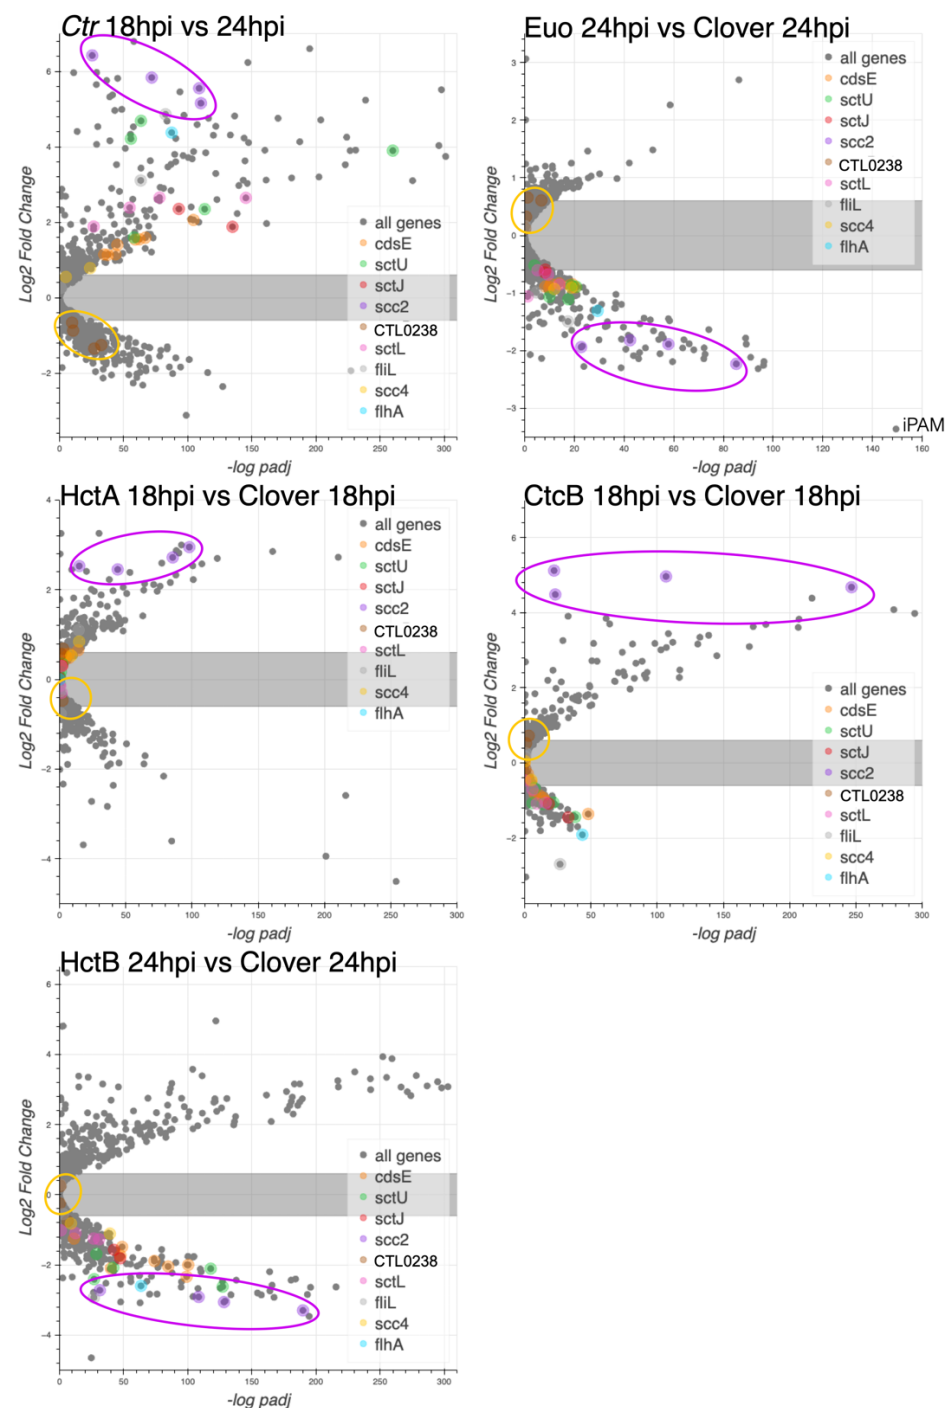 Ctr 18hpi vs 24hpi
Log2 Fold Change
6
4
2
0
−2
0
50
100
150
200
250
300
-log padj
all genes
cdsE
sctU
sctJ
scc2
CTL0238
sctL
fliL
scc4
flhA
Euo 24hpi vs Clover 24hpi
Log2 Fold Change
3
2
1
0
−1
−2
−3
0
20
40
60
80
100
120
140
160
-log padj
all genes
cdsE
sctU
sctJ
scc2
CTL0238
sctL
fliL
scc4
flhA
iPAM
HctA 18hpi vs Clover 18hpi
Log2 Fold Change
4
2
0
−2
−4
0
50
100
150
200
250
300
-log padj
all genes
cdsE
sctU
sctJ
scc2
CTL0238
sctL
fliL
scc4
flhA
CtcB 18hpi vs Clover 18hpi
Log2 Fold Change
6
4
2
0
−2
0
50
100
150
200
250
300
-log padj
all genes
cdsE
sctU
sctJ
scc2
CTL0238
sctL
fliL
scc4
flhA
HctB 24hpi vs Clover 24hpi
Log2 Fold Change
6
4
2
0
−2
−4
0
50
100
150
200
250
300
-log padj
all genes
cdsE
sctU
sctJ
scc2
CTL0238
sctL
fliL
scc4
flhA